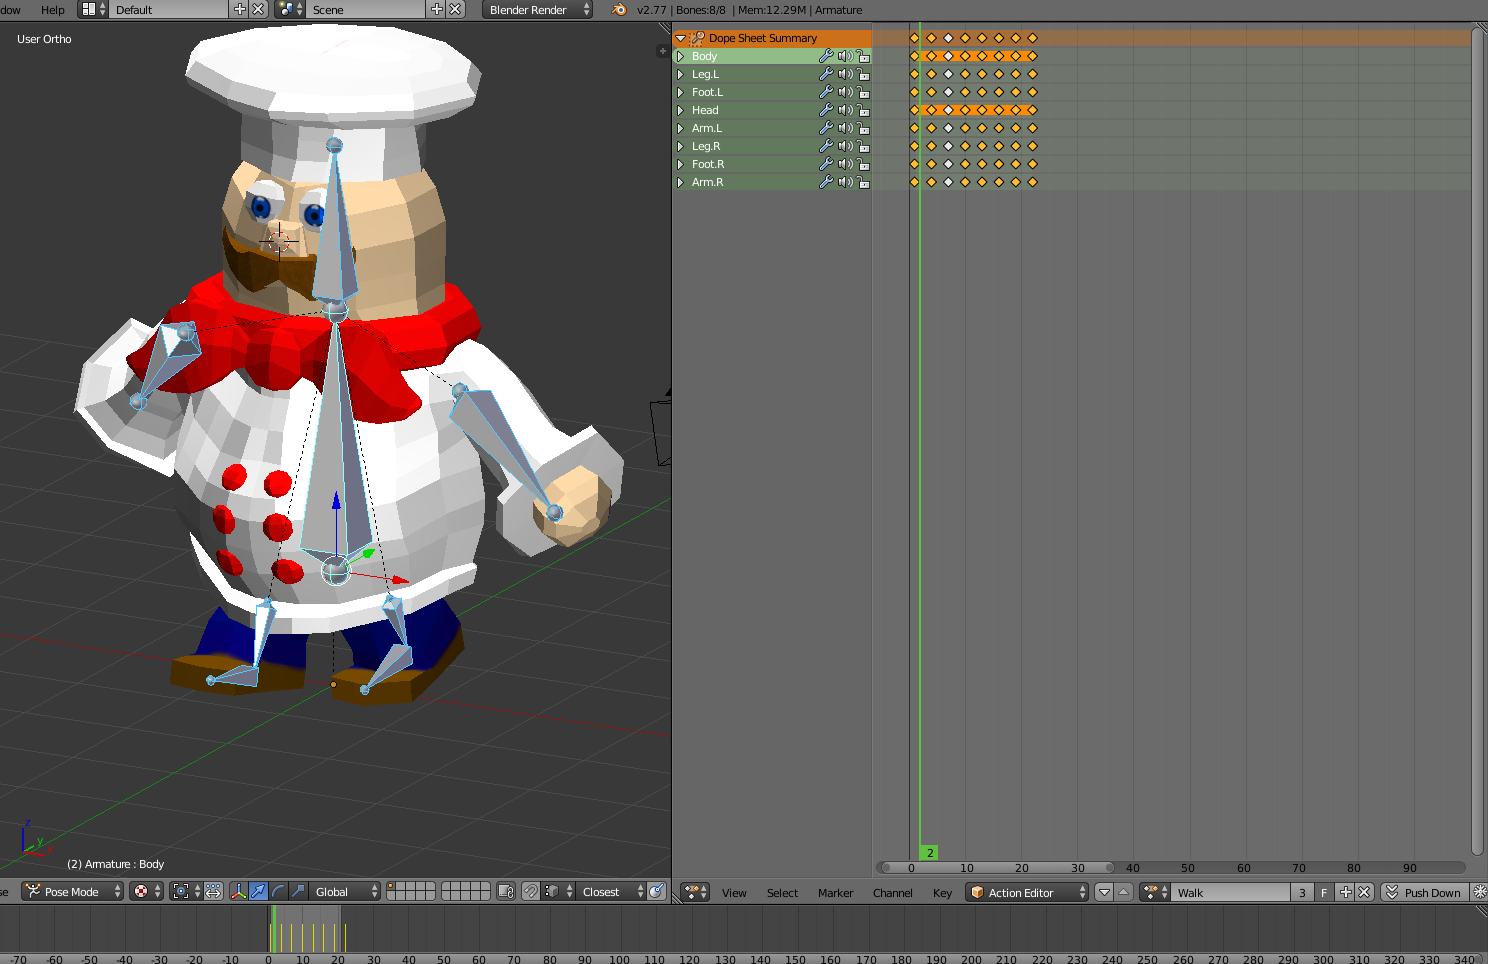 dow Help Default Scene Blender Render v2.77 | Bones:8/8 | Mem:12.29M | Armature
User Ortho
Dope Sheet Summary
Body
Leg.L
Foot.L
Head
Arm.L
Leg.R
Foot.R
Arm.R
z
y
x
(2) Armature : Body
2
0 10 20 30 40 50 60 70 80 90
se Pose Mode Global Closest
View Select Marker Channel Key Action Editor Walk 3 F Push Down
-70 -60 -50 -40 -30 -20 -10 0 10 20 30 40 50 60 70 80 90 100 110 120 130 140 150 160 170 180 190 200 210 220 230 240 250 260 270 280 290 300 310 320 330 340